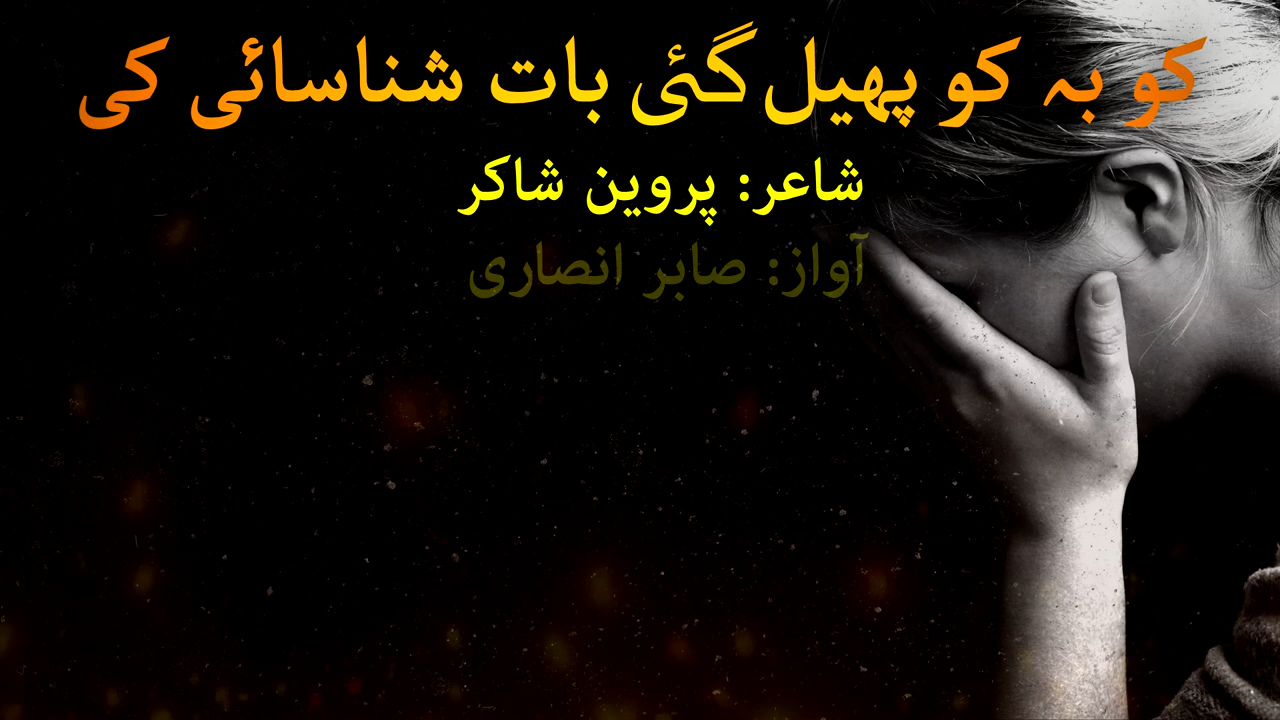 کو بہ کو پھیل گئی بات شناسائی کی
شاعر: پروین شاکر
آواز: صابر انصاری